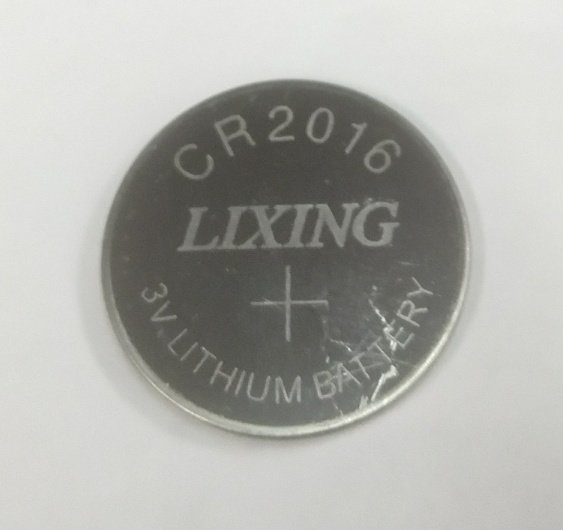 CR2016
LIXING
+
3V. LITHIUM BATTERY